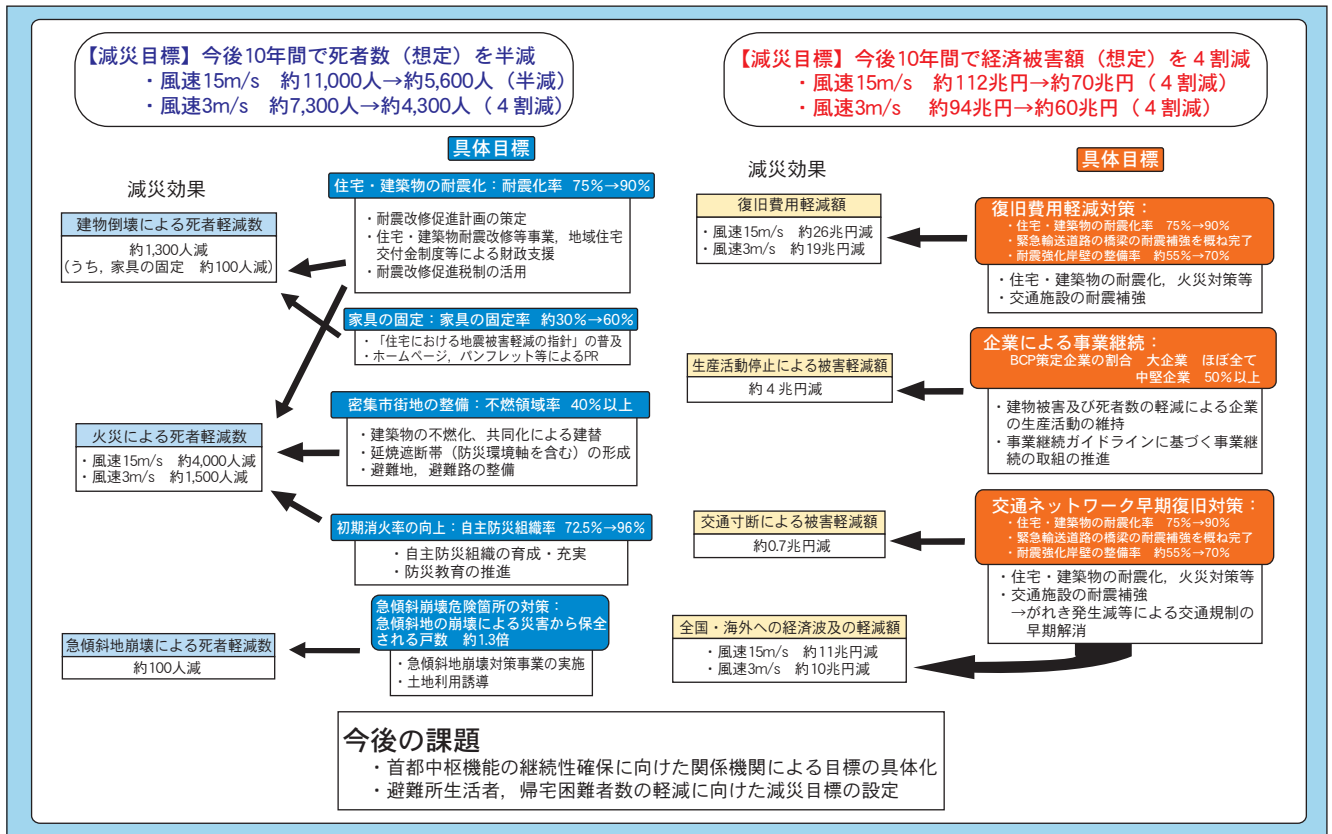 【減災目標】今後10年間で死者数（想定）を半減
・風速15m/s　約11,000人→約5,600人（半減）
・風速3m/s　約7,300人→約4,300人（４割減）
具体目標
減災効果
住宅・建築物の耐震化：耐震化率 75%→90%
・耐震改修促進計画の策定
・住宅・建築物耐震改修等事業，地域住宅
交付金制度等による財政支援
・耐震改修促進税制の活用
建物倒壊による死者軽減数
約1,300人減
(うち，家具の固定　約100人減)
家具の固定：家具の固定率 約30%→60%
・「住宅における地震被害軽減の指針」の普及
・ホームページ，パンフレット等によるPR
密集市街地の整備：不燃領域率 40%以上
・建築物の不燃化、共同化による建替
・延焼遮断帯（防災環境軸を含む）の形成
・避難地，避難路の整備
火災による死者軽減数
・風速15m/s　約4,000人減
・風速3m/s　約1,500人減
初期消火率の向上：自主防災組織率 72.5%→96%
・自主防災組織の育成・充実
・防災教育の推進
急傾斜崩壊危険箇所の対策：
急傾斜地の崩壊による災害から保全
される戸数　約1.3倍
・急傾斜地崩壊対策事業の実施
・土地利用誘導
急傾斜地崩壊による死者軽減数
約100人減
【減災目標】今後10年間で経済被害額（想定）を４割減
・風速15m/s　約112兆円→約70兆円（４割減）
・風速3m/s　約94兆円→約60兆円（４割減）
具体目標
減災効果
復旧費用軽減額
・風速15m/s　約26兆円減
・風速3m/s　約19兆円減
復旧費用軽減対策：
・住宅・建築物の耐震化率　75%→90%
・緊急輸送道路の橋梁の耐震補強を概ね完了
・耐震強化岸壁の整備率　約55%→70%
・住宅・建築物の耐震化，火災対策等
・交通施設の耐震補強
企業による事業継続：
BCP策定企業の割合　大企業　ほぼ全て
中堅企業　50%以上
・建物被害及び死者数の軽減による企業
の生産活動の維持
・事業継続ガイドラインに基づく事業継
続の取組の推進
生産活動停止による被害軽減額
約４兆円減
交通ネットワーク早期復旧対策：
・住宅・建築物の耐震化率　75%→90%
・緊急輸送道路の橋梁の耐震補強を概ね完了
・耐震強化岸壁の整備率　約55%→70%
・住宅・建築物の耐震化，火災対策等
・交通施設の耐震補強
→がれき発生減等による交通規制の
早期解消
交通寸断による被害軽減額
約0.7兆円減
全国・海外への経済波及の軽減額
・風速15m/s　約11兆円減
・風速3m/s　約10兆円減
今後の課題
・首都中枢機能の継続性確保に向けた関係機関による目標の具体化
・避難所生活者，帰宅困難者数の軽減に向けた減災目標の設定